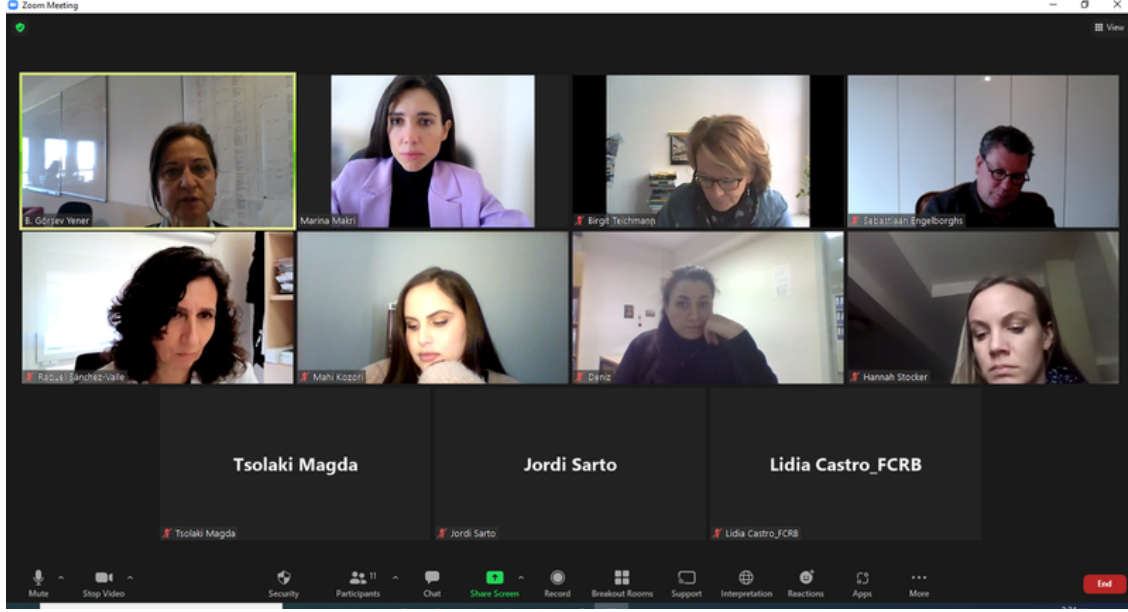 Zoom Meeting
View
B. Görsev Yener
Marina Makri
Birgit Teichmann
Sebastiaan Engelborghs
Raquel Sánchez-Valle
Mahi Kozori
Deniz
Hannah Stocker
Tsolaki Magda
Jordi Sarto
Lidia Castro_FCRB
Tsolaki Magda
Jordi Sarto
Lidia Castro_FCRB
11
Mute
Stop Video
Security
Participants
Chat
Share Screen
Record
Breakout Rooms
Support
Interpretation
Reactions
Apps
More
End